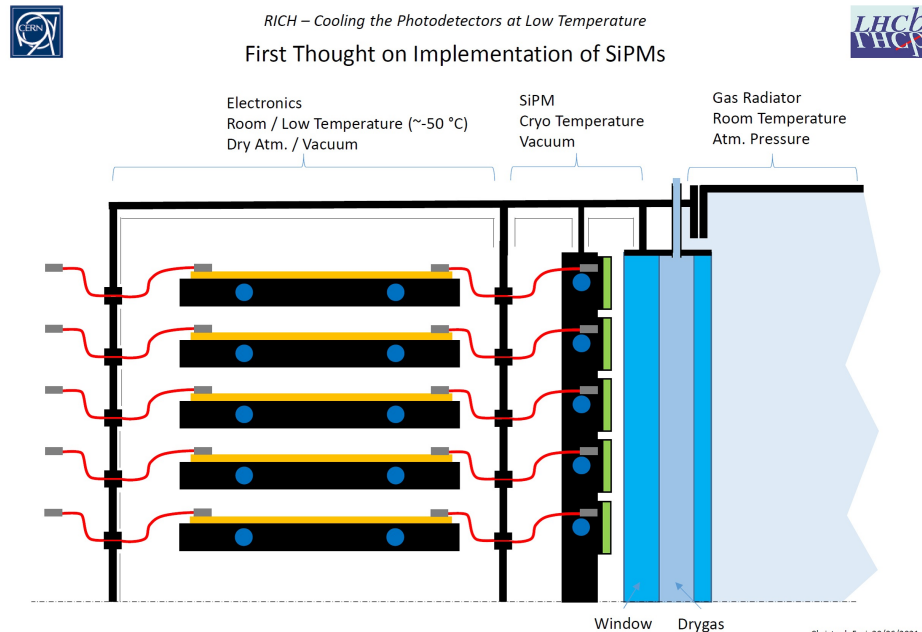 CERN
RICH – Cooling the Photodetectors at Low Temperature
First Thought on Implementation of SiPMs
LHCb
Electronics
Room / Low Temperature (~-50 °C)
Dry Atm. / Vacuum
SiPM
Cryo Temperature
Vacuum
Gas Radiator
Room Temperature
Atm. Pressure
Window
Drygas